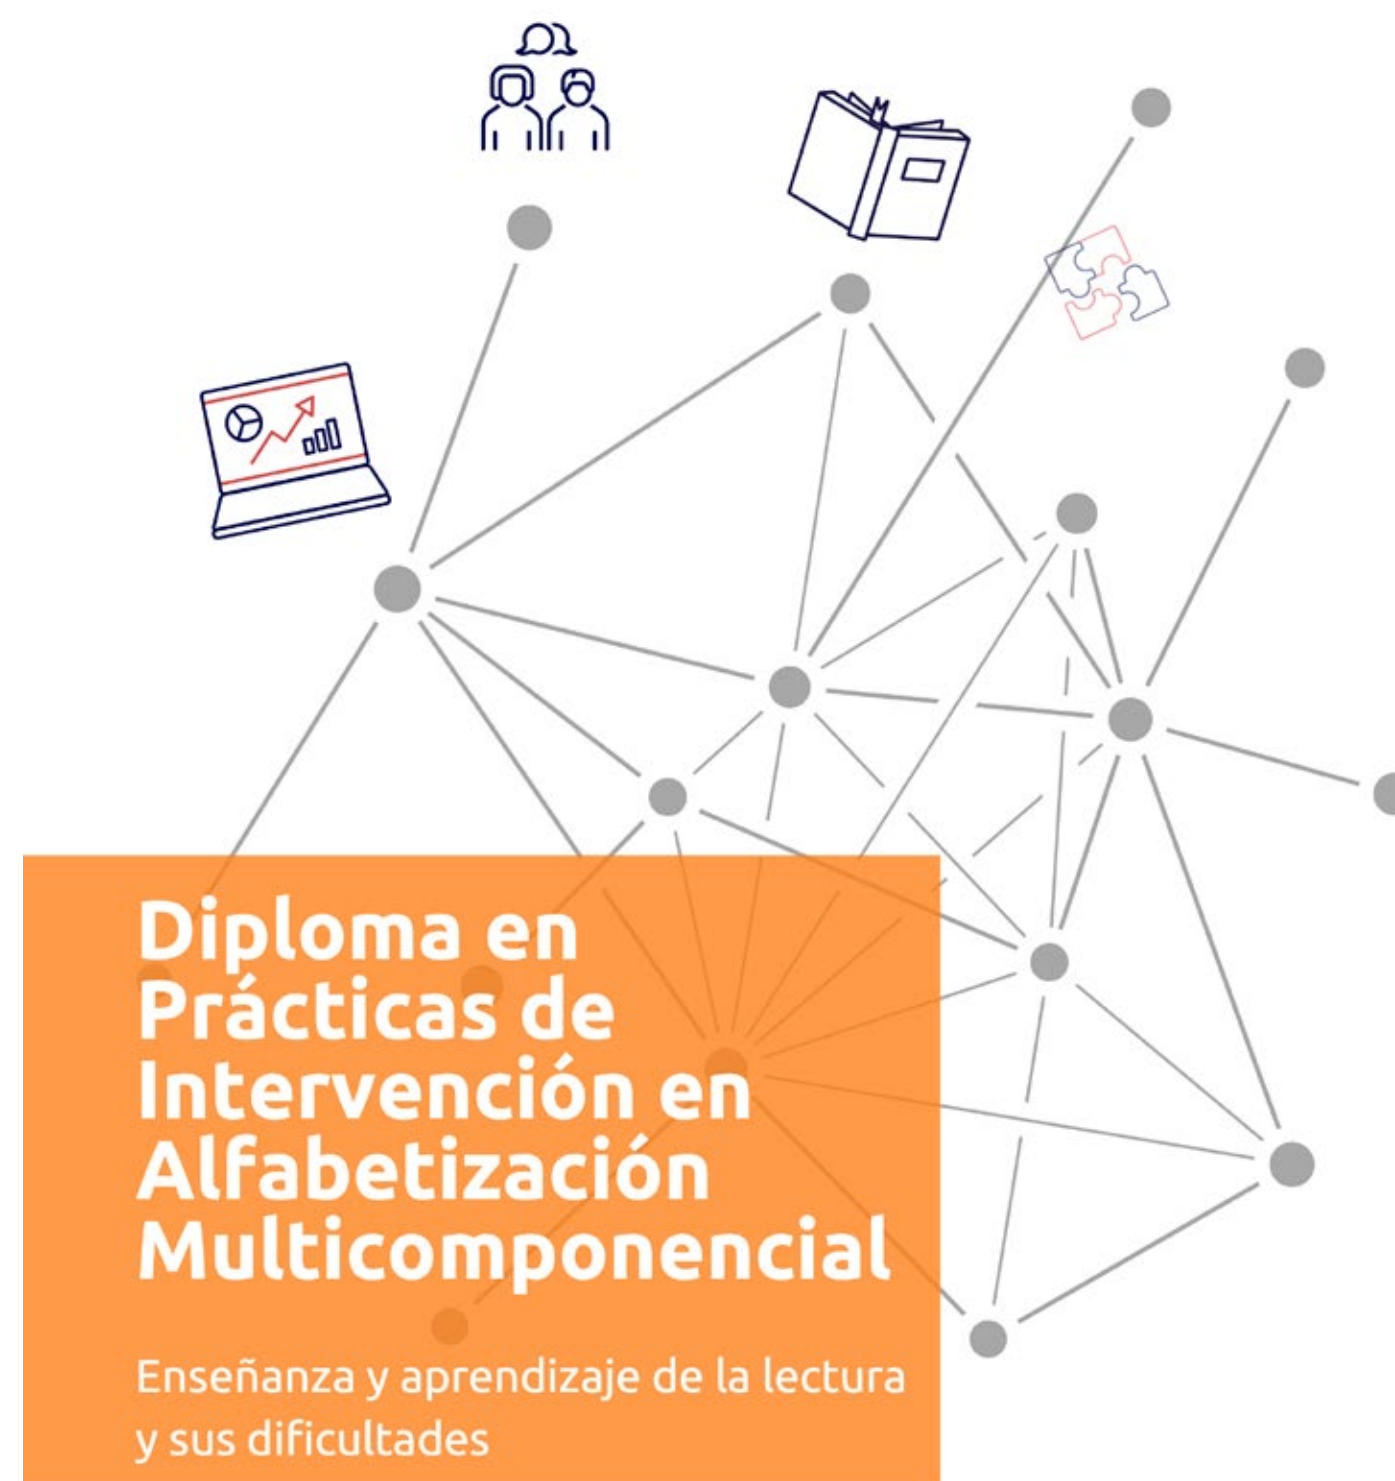 Diploma en
Prácticas de
Intervención en
Alfabetización
Multicomponencial
Enseñanza y aprendizaje de la lectura
y sus dificultades